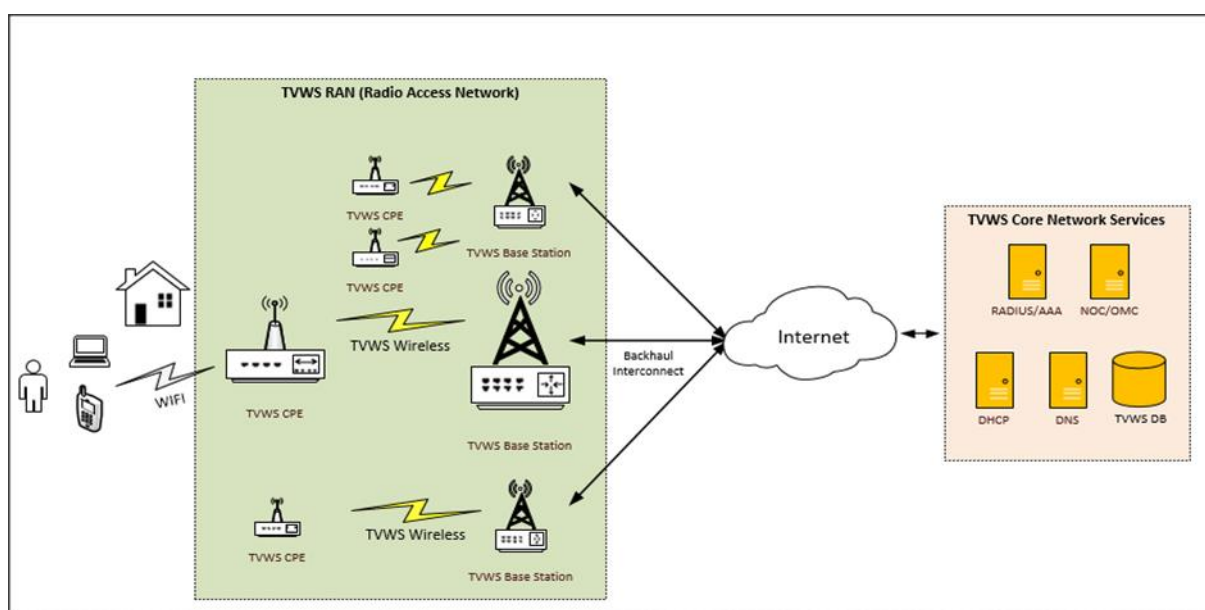 TVWS RAN (Radio Access Network)
TVWS CPE
TVWS Base Station
TVWS CPE
TVWS Wireless
WIFI
TVWS CPE
TVWS Base Station
TVWS CPE
TVWS Wireless
TVWS Base Station
Backhaul
Interconnect
Internet
TVWS Core Network Services
RADIUS/AAA
NOC/OMC
DHCP
DNS
TVWS DB